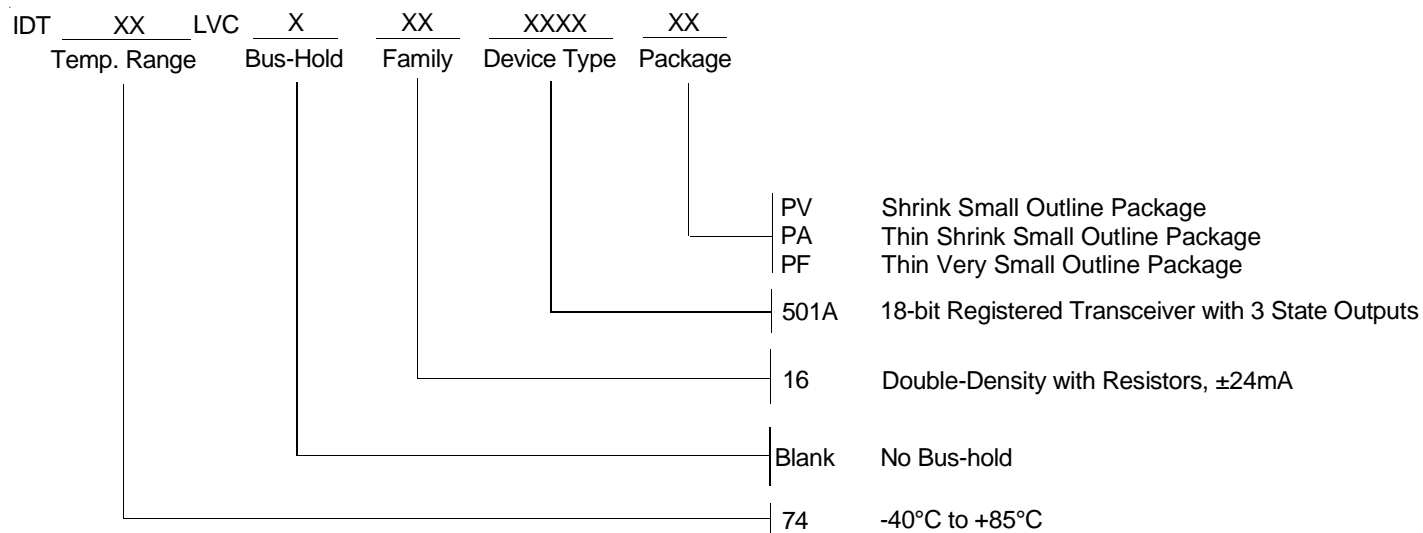 IDT XX LVC X XX XXXX XX
Temp. Range Bus-Hold Family Device Type Package
PV Shrink Small Outline Package
PA Thin Shrink Small Outline Package
PF Thin Very Small Outline Package
501A 18-bit Registered Transceiver with 3 State Outputs
16 Double-Density with Resistors, ±24mA
Blank No Bus-hold
74 -40°C to +85°C